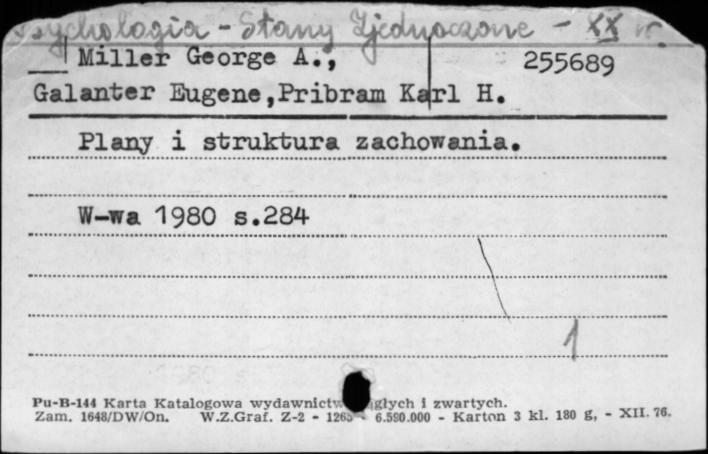 Psychologia - Stany Zjednoczone - XX w.
Miller George A., 255689
Galanter Eugene,Pribram Karl H.
Plany i struktura zachowania.
W-wa 1980 s.284
1
Pu-B-144 Karta Katalogowa wydawnictw głych i zwartych.
Zam. 1648/DW/On. W.Z.Graf. Z-2 - 1265 - 6.590.000 - Karton 3 kl. 180 g, - XII. 76.